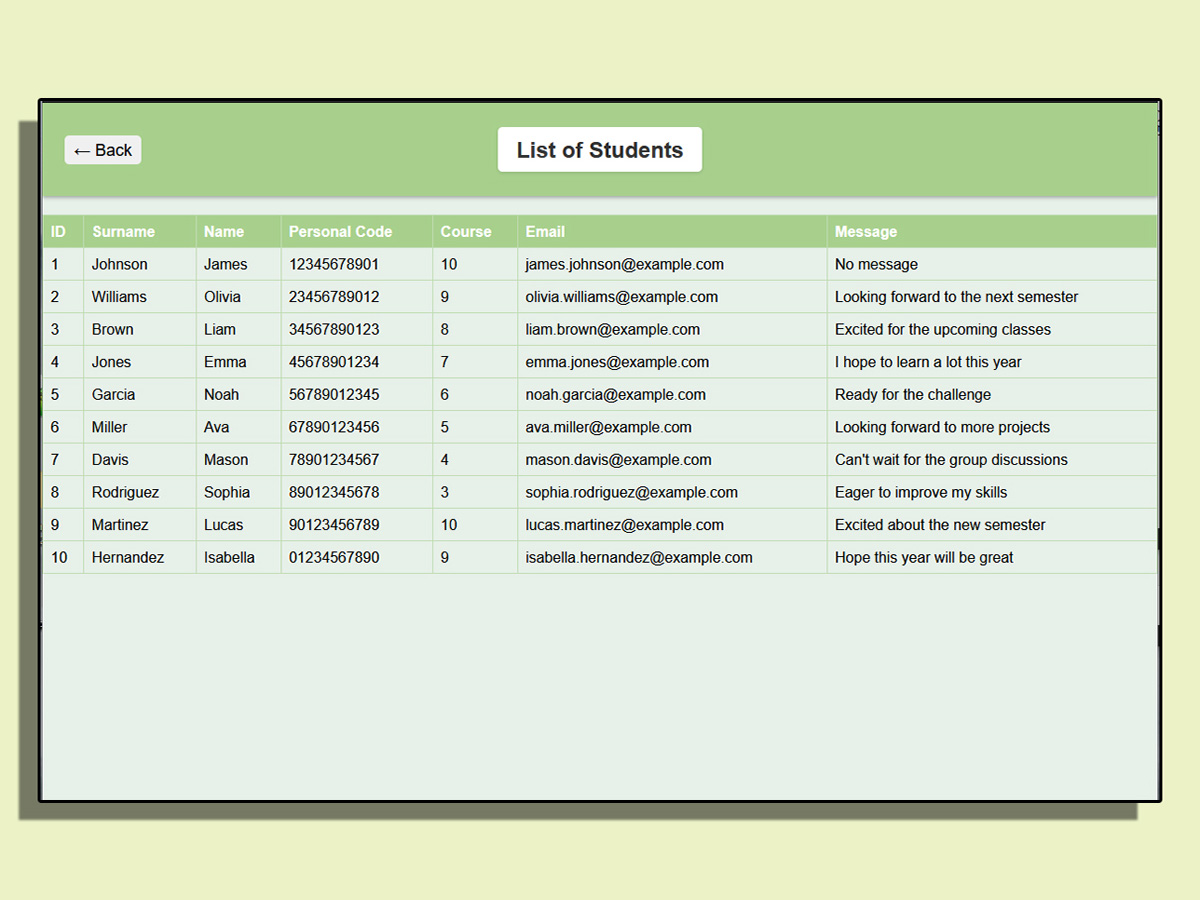 ← Back
List of Students
ID Surname Name Personal Code Course Email Message
1 Johnson James 12345678901 10 james.johnson@example.com No message
2 Williams Olivia 23456789012 9 olivia.williams@example.com Looking forward to the next semester
3 Brown Liam 34567890123 8 liam.brown@example.com Excited for the upcoming classes
4 Jones Emma 45678901234 7 emma.jones@example.com I hope to learn a lot this year
5 Garcia Noah 56789012345 6 noah.garcia@example.com Ready for the challenge
6 Miller Ava 67890123456 5 ava.miller@example.com Looking forward to more projects
7 Davis Mason 78901234567 4 mason.davis@example.com Can't wait for the group discussions
8 Rodriguez Sophia 89012345678 3 sophia.rodriguez@example.com Eager to improve my skills
9 Martinez Lucas 90123456789 10 lucas.martinez@example.com Excited about the new semester
10 Hernandez Isabella 01234567890 9 isabella.hernandez@example.com Hope this year will be great